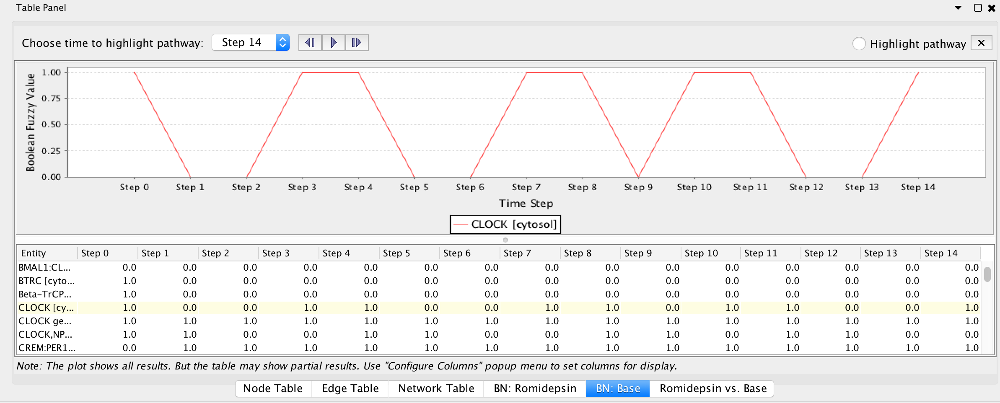 Table Panel
Choose time to highlight pathway: Step 14 Highlight pathway
Boolean Fuzzy Value
1.00
0.75
0.50
0.25
0.00
Step 0 Step 1 Step 2 Step 3 Step 4 Step 5 Step 6 Step 7 Step 8 Step 9 Step 10 Step 11 Step 12 Step 13 Step 14
Time Step
CLOCK [cytosol]
Entity Step 0 Step 1 Step 2 Step 3 Step 4 Step 5 Step 6 Step 7 Step 8 Step 9 Step 10 Step 11 Step 12 Step 13 Step 14
BMAL1:CL... 0.0 0.0 0.0 0.0 0.0 0.0 0.0 0.0 0.0 0.0 0.0 0.0 0.0 0.0 0.0
BTRC [cyto... 1.0 0.0 0.0 0.0 0.0 0.0 0.0 0.0 0.0 0.0 0.0 0.0 0.0 0.0 0.0
Beta-TrCP... 1.0 0.0 0.0 0.0 0.0 0.0 0.0 0.0 0.0 0.0 0.0 0.0 0.0 0.0 0.0
CLOCK [cy... 1.0 0.0 0.0 1.0 1.0 0.0 0.0 1.0 1.0 0.0 1.0 1.0 0.0 0.0 1.0
CLOCK ge... 1.0 1.0 1.0 1.0 1.0 1.0 1.0 1.0 1.0 1.0 1.0 1.0 1.0 1.0 1.0
CLOCK,NP... 1.0 1.0 0.0 0.0 1.0 1.0 0.0 0.0 1.0 1.0 0.0 1.0 1.0 0.0 0.0
CREM:PER1... 0.0 1.0 1.0 1.0 1.0 1.0 1.0 1.0 1.0 1.0 1.0 1.0 1.0 1.0 1.0
Note: The plot shows all results. But the table may show partial results. Use "Configure Columns" popup menu to set columns for display.
Node Table Edge Table Network Table BN: Romidepsin BN: Base Romidepsin vs. Base